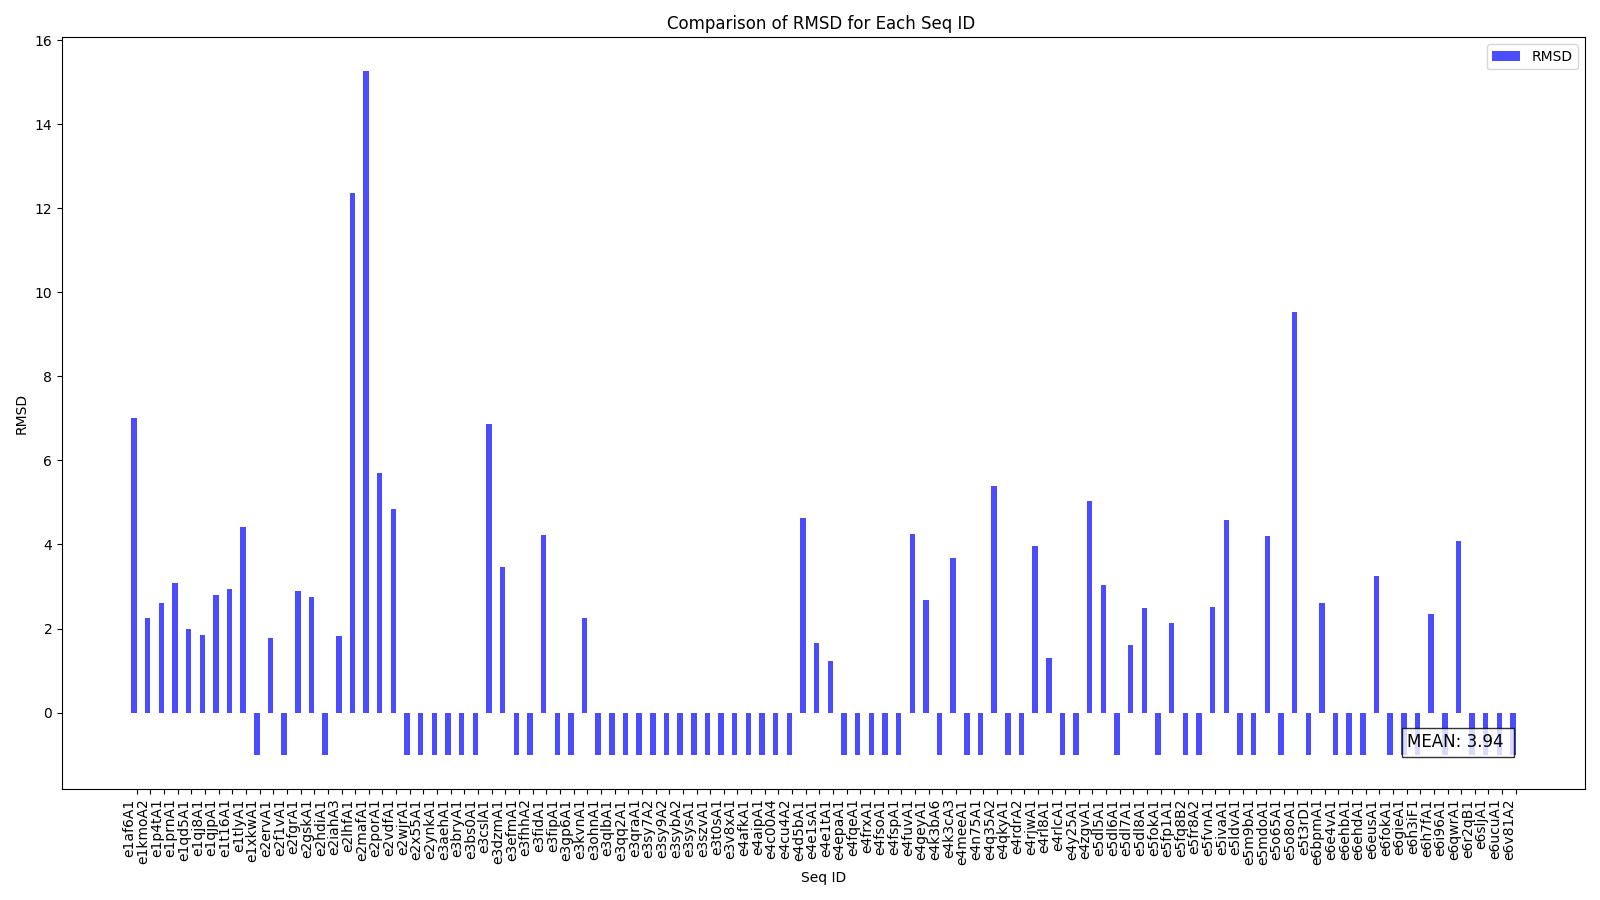 Comparison of RMSD for Each Seq ID
RMSD
16
14
12
10
8
6
4
2
0
RMSD
MEAN: 3.94
e1af6A1
e1kmoA2
e1p4tA1
e1prnA1
e1qd5A1
e1qj8A1
e1qjpA1
e1t16A1
e1tlyA1
e1xkwA1
e2ervA1
e2f1vA1
e2fgrA1
e2gskA1
e2hdiA1
e2iahA3
e2lhfA1
e2mafA1
e2porA1
e2vdfA1
e2wjrA1
e2x55A1
e2ynkA1
e3aehA1
e3bryA1
e3bs0A1
e3cslA1
e3dzmA1
e3efmA1
e3fhhA2
e3fidA1
e3fipA1
e3gp6A1
e3kvnA1
e3ohnA1
e3qlbA1
e3qq2A1
e3qraA1
e3sy7A2
e3sy9A2
e3sybA2
e3sysA1
e3szvA1
e3t0sA1
e3v8xA1
e4afkA1
e4aipA1
e4c00A4
e4cu4A2
e4d5bA1
e4e1sA1
e4e1tA1
e4epaA1
e4fqeA1
e4frxA1
e4fsoA1
e4fspA1
e4fuvA1
e4geyA1
e4k3bA6
e4k3cA3
e4meeA1
e4n75A1
e4q35A2
e4qkyA1
e4rdrA2
e4rjwA1
e4rl8A1
e4rlcA1
e4y25A1
e4zgvA1
e5dl5A1
e5dl6A1
e5dl7A1
e5dl8A1
e5fokA1
e5fp1A1
e5fq8B2
e5fr8A2
e5fvnA1
e5ivaA1
e5ldvA1
e5m9bA1
e5mdoA1
e5o65A1
e5o8oA1
e5t3rD1
e6bpmA1
e6e4vA1
e6ehbA1
e6ehdA1
e6eusA1
e6fokA1
e6gieA1
e6h3iF1
e6h7fA1
e6i96A1
e6qwrA1
e6r2qB1
e6sljA1
e6ucuA1
e6v81A2
Seq ID